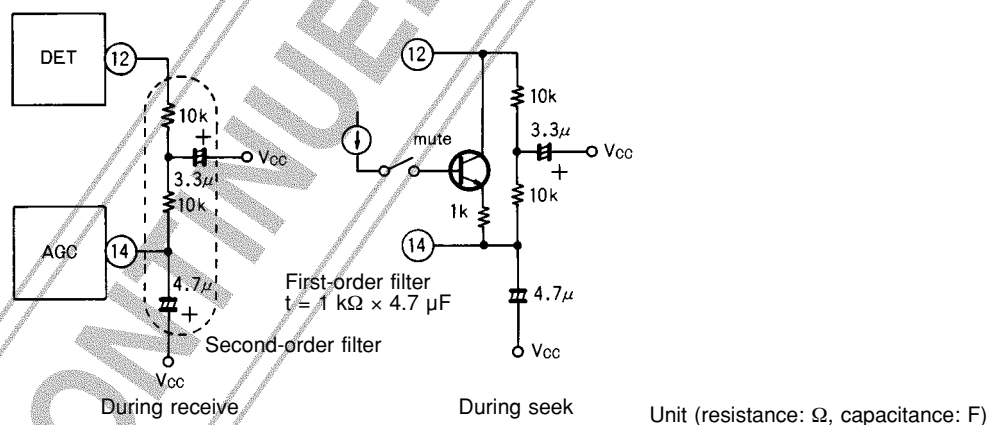 DET
12
10k
+
Vcc
3.3μ
10k
AGC
14
4.7μ
+
Vcc
Second-order filter
During receive
12
10k
mute
3.3μ
Vcc
+
10k
1k
14
First-order filter
t = 1 kΩ × 4.7 μF
4.7μ
Vcc
During seek
Unit (resistance: Ω, capacitance: F)